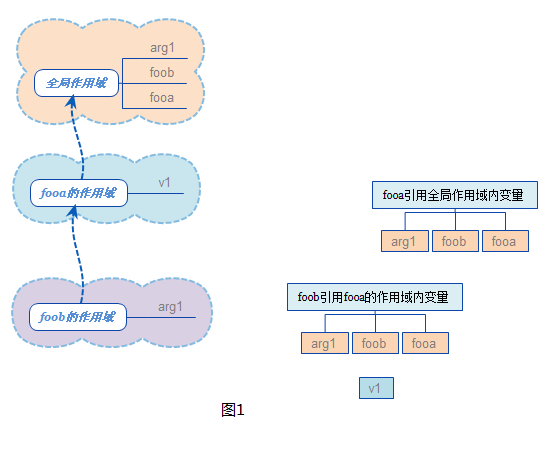 arg1
foob
全局作用域
fooa
v1
fooa的作用域
fooa引用全局作用域内变量
arg1 foob fooa
foob引用fooa的作用域内变量
arg1
foob的作用域
arg1 foob fooa
v1
图1